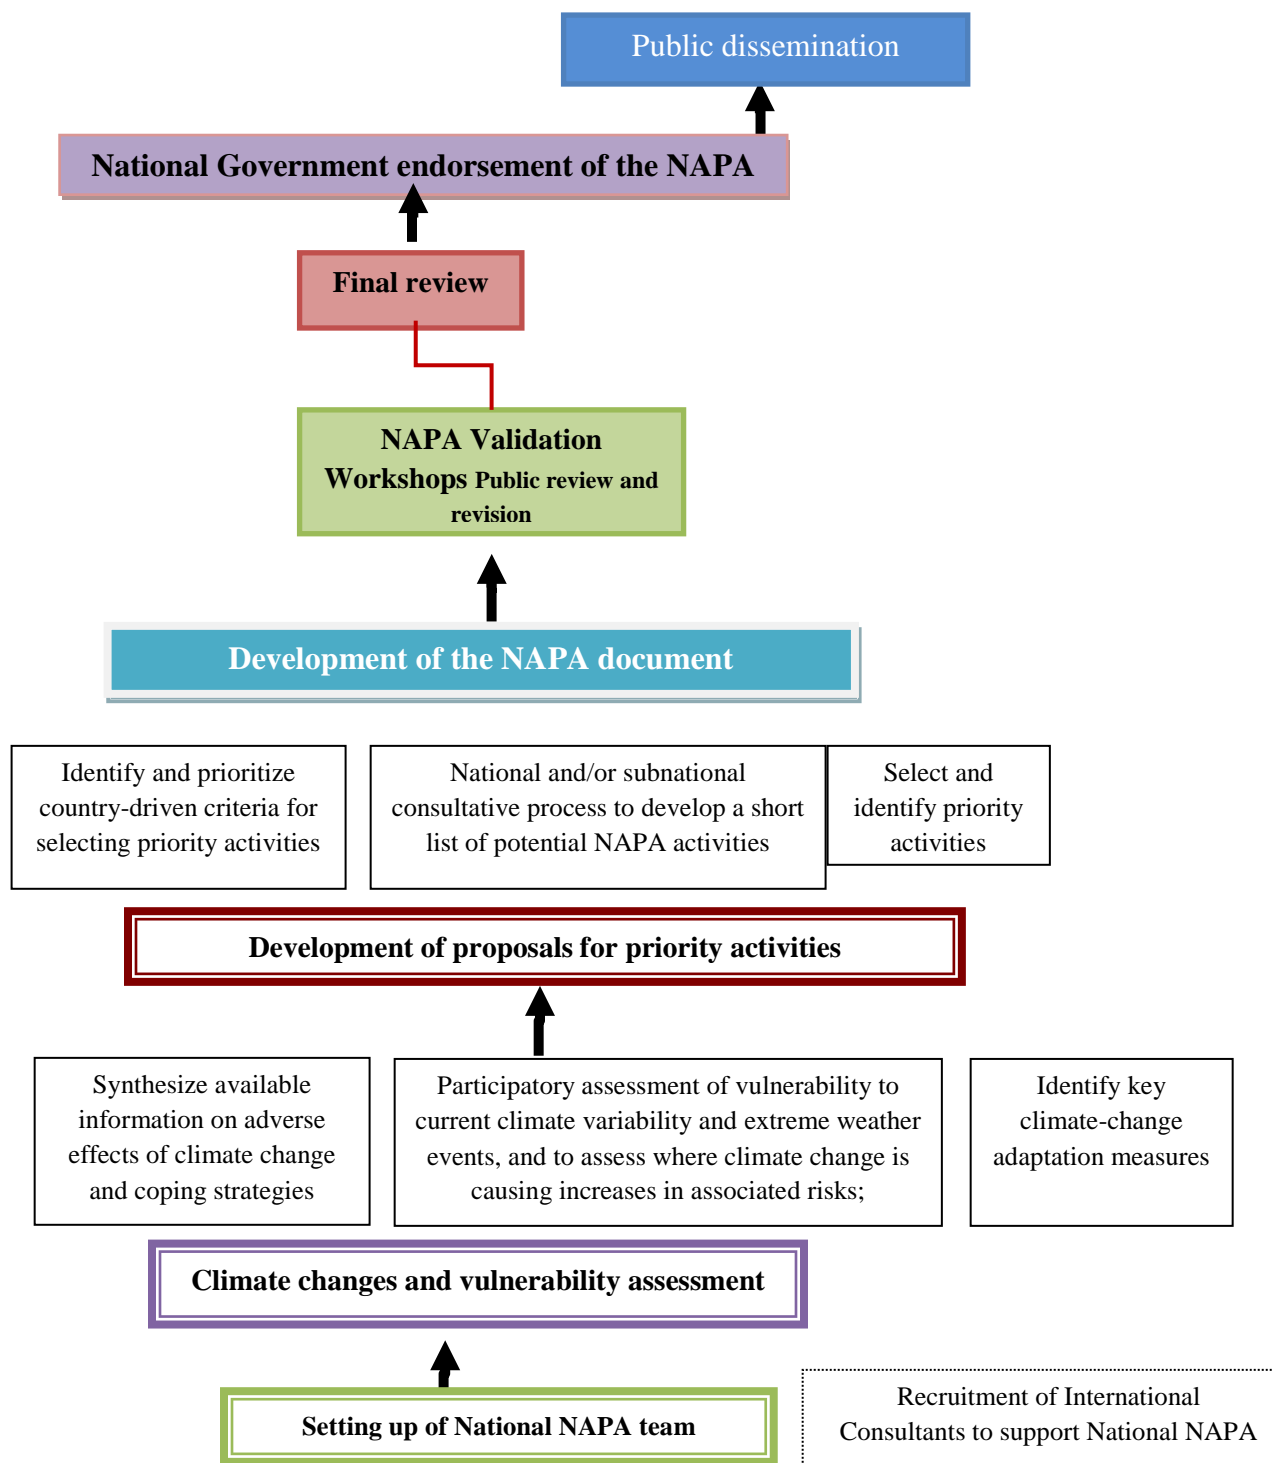 Public dissemination
National Government endorsement of the NAPA
Final review
NAPA Validation
Workshops Public review and
revision
Development of the NAPA document
Identify and prioritize
country-driven criteria for
selecting priority activities
National and/or subnational
consultative process to develop a short
list of potential NAPA activities
Select and
identify priority
activities
Development of proposals for priority activities
Synthesize available
information on adverse
effects of climate change
and coping strategies
Participatory assessment of vulnerability to
current climate variability and extreme weather
events, and to assess where climate change is
causing increases in associated risks;
Identify key
climate-change
adaptation measures
Climate changes and vulnerability assessment
Setting up of National NAPA team
Recruitment of International
Consultants to support National NAPA